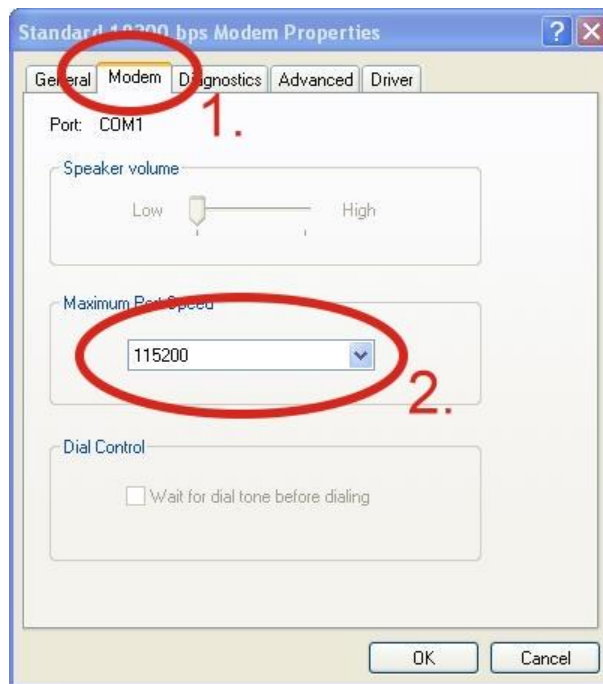 Standard 19200 bps Modem Properties
General Modem Diagnostics Advanced Driver
1.
Port: COM1
Speaker volume
Low High
Maximum Port Speed
115200
2.
Dial Control
Wait for dial tone before dialing
OK Cancel